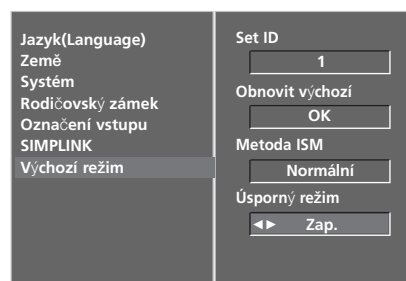 Jazyk(Language)
Země
Systém
Rodičovský zámek
Označení vstupu
SIMPLINK
Výchozí režim
Set ID
1
Obnovit výchozí
OK
Metoda ISM
Normální
Úsporný režim
◄► Zap.